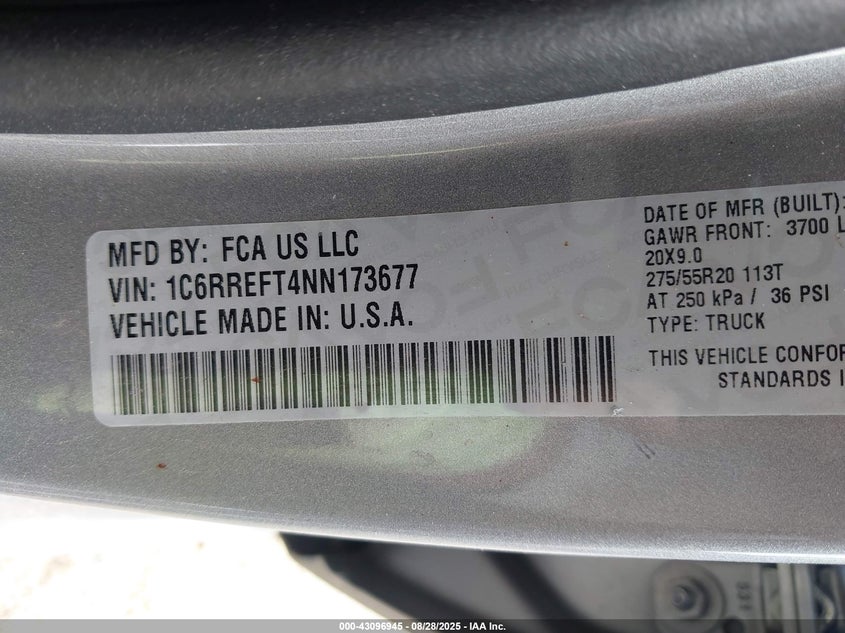 MFD BY: FCA US LLC
VIN: 1C6RREFT4NN173677
VEHICLE MADE IN: U.S.A.
DATE OF MFR (BUILT):
GAWR FRONT: 3700 L
20X9.0
275/55R20 113T
AT 250 kPa / 36 PSI
TYPE: TRUCK
THIS VEHICLE CONFOR
STANDARDS I
000-43096945 - 08/28/2025 - IAA Inc.